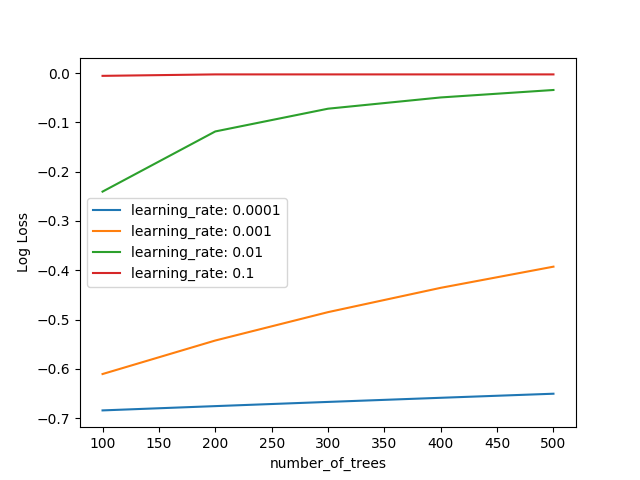 0.0
−0.1
−0.2
−0.3
−0.4
−0.5
−0.6
−0.7
Log Loss
learning_rate: 0.0001
learning_rate: 0.001
learning_rate: 0.01
learning_rate: 0.1
100 150 200 250 300 350 400 450 500
number_of_trees